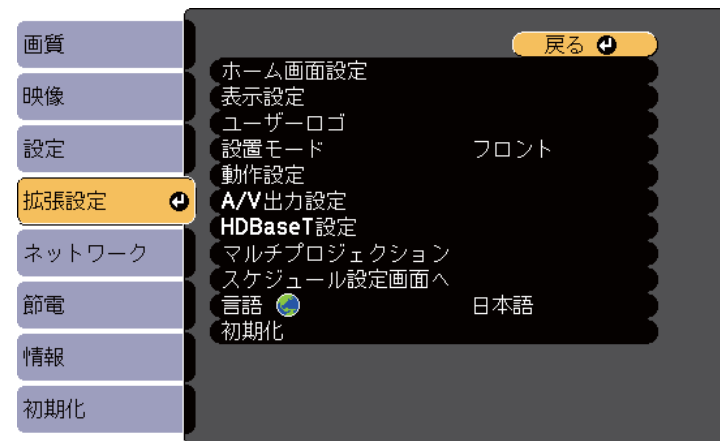 画質
映像
設定
拡張設定
ネットワーク
節電
情報
初期化
戻る
ホーム画面設定
表示設定
ユーザーロゴ
設置モード フロント
動作設定
A/V出力設定
HDBaseT設定
マルチプロジェクション
スケジュール設定画面へ
言語 日本語
初期化